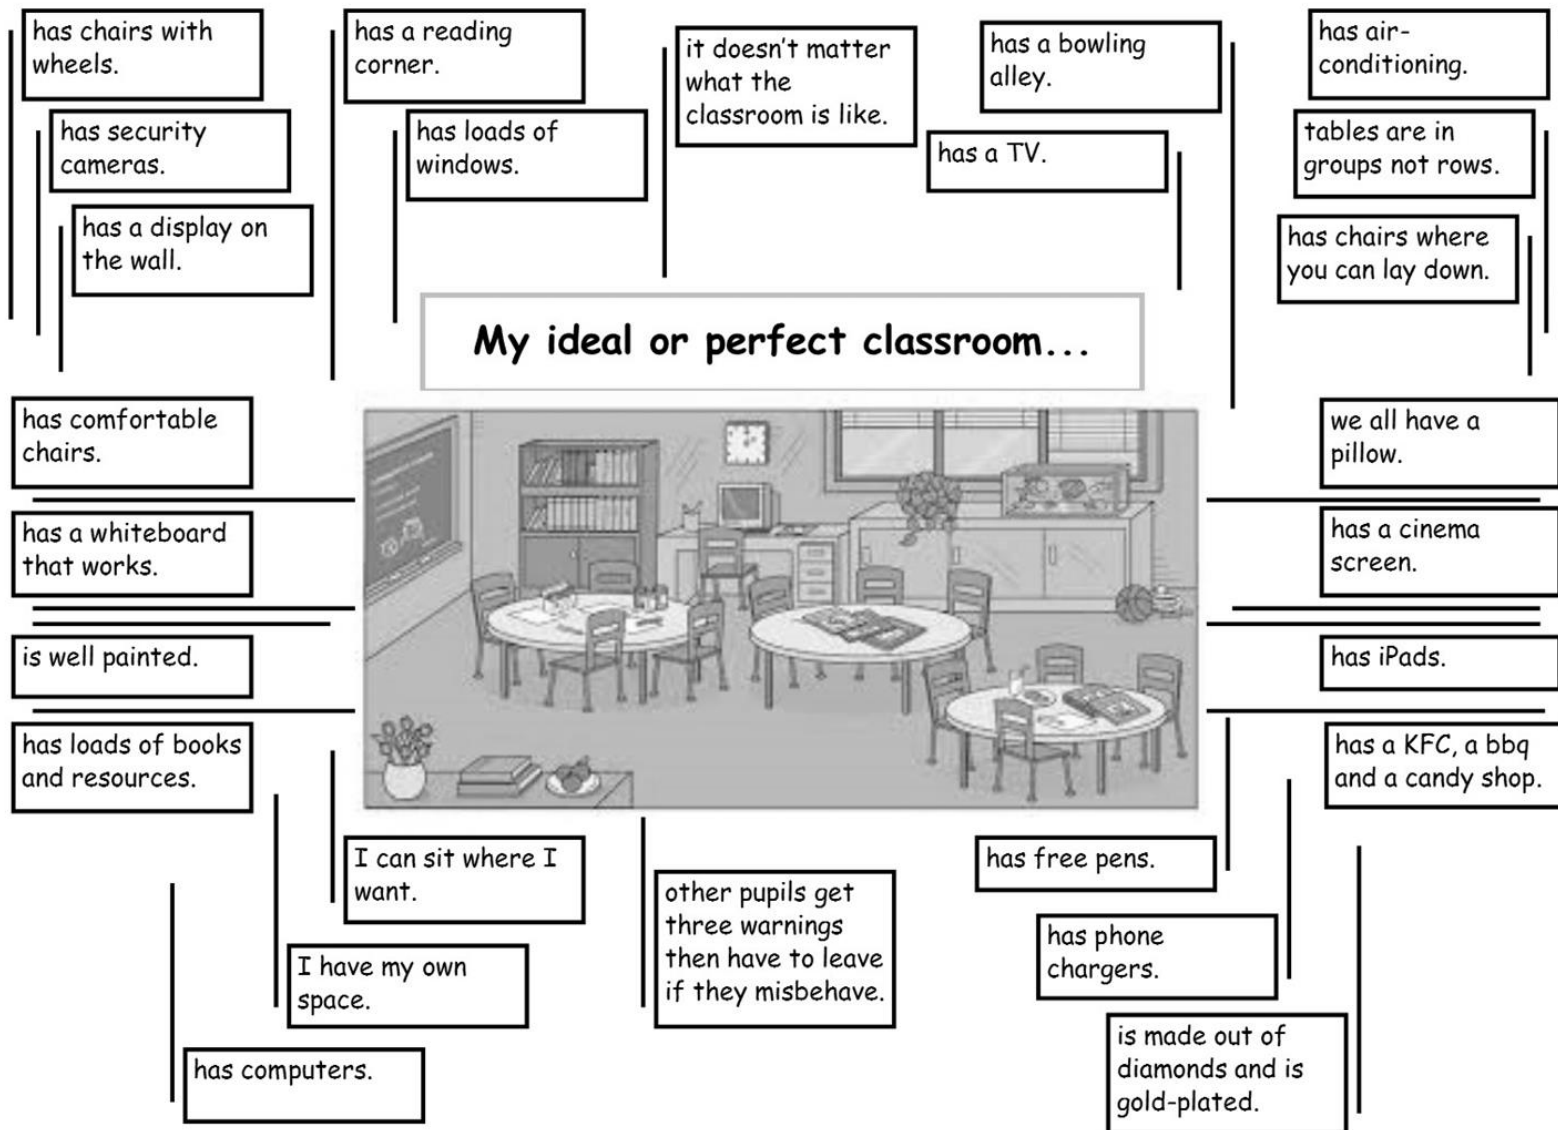 has chairs with
wheels.
has security
cameras.
has a display on
the wall.
has a reading
corner.
has loads of
windows.
it doesn't matter
what the
classroom is like.
has a bowling
alley.
has a TV.
has air-
conditioning.
tables are in
groups not rows.
has chairs where
you can lay down.
My ideal or perfect classroom...
has comfortable
chairs.
has a whiteboard
that works.
is well painted.
has loads of books
and resources.
we all have a
pillow.
has a cinema
screen.
has iPads.
has a KFC, a bbq
and a candy shop.
I can sit where I
want.
I have my own
space.
has computers.
other pupils get
three warnings
then have to leave
if they misbehave.
has free pens.
has phone
chargers.
is made out of
diamonds and is
gold-plated.